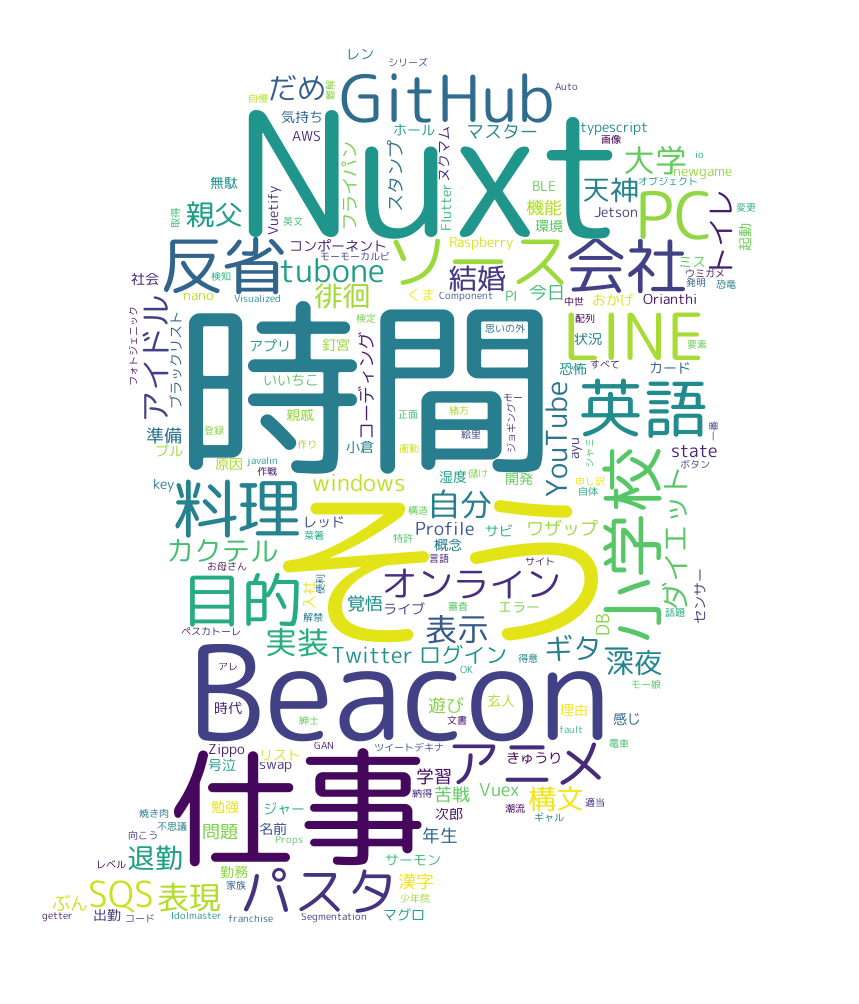 レン
シリーズ
だめ
難解
GitHub
Auto
自慢
気持ち
Nuxt
ホール
マスター
typescript
AWS
画像
フライパン
スタンプ
ヌクマム
大学
io
無駄
BLE
天神
newgame
オブジェクト
Vuetify
Flutter
機能
PC
トイレ
取得
親父
英文
環境
Jetson
変更
起動
反省
コンポーネント
ソース
Raspberry
会社
モーモーカルビ
tubone
結婚
ミス
ウミガメ
社会
検知
発明
恐竜
nano
Visualized
徘徊
くま
Component
PI
今日
おかげ
Orianthi
中世
アイドル
フォトジェニック
ブラックリスト
時間
検定
釘宮
思いの外
配列
LINE
アプリ
状況
要素
コーディング
すべて
いいちこ
恐怖
カード
YouTube
英語
親戚
正面
緒方
モー
ジョギング
一番
準備
登録
小倉
絵里
ayu
シャミ
state
ブル
原因
作り
衝動
javalin
作戦
湿度
儲け
開発
申し訳
自体
ボタン
key
windows
小学校
ダイエット
料理
自分
構造
レッド
Profile
サビ
ワザップ
菜箸
そう
特許
概念
カクテル
言語
サイト
お母さん
オンライン
センサー
目的
入社
便利
覚悟
ライブ
審査
エラー
DB
話題
解禁
ペスカトーレ
実装
表示
ギター
Twitter
ログイン
得意
深夜
アレ
Beacon
OK
モー娘
時代
紳士
遊び
文書
玄人
理由
感じ
fault
電車
Zippo
リスト
GAN
ツイートデキナ
アニメ
きゅうり
号泣
swap
仕事
学習
納得
苦戦
Vuex
構文
適当
焼き肉
勉強
ジャー
潮流
不思議
次郎
ギャル
向こう
問題
名前
Props
年生
レベル
退勤
サーモン
勤務
家族
パスタ
漢字
ぶん
SQS
表現
少年院
getter
出勤
コード
Idolmaster
franchise
Segmentation
マグロ